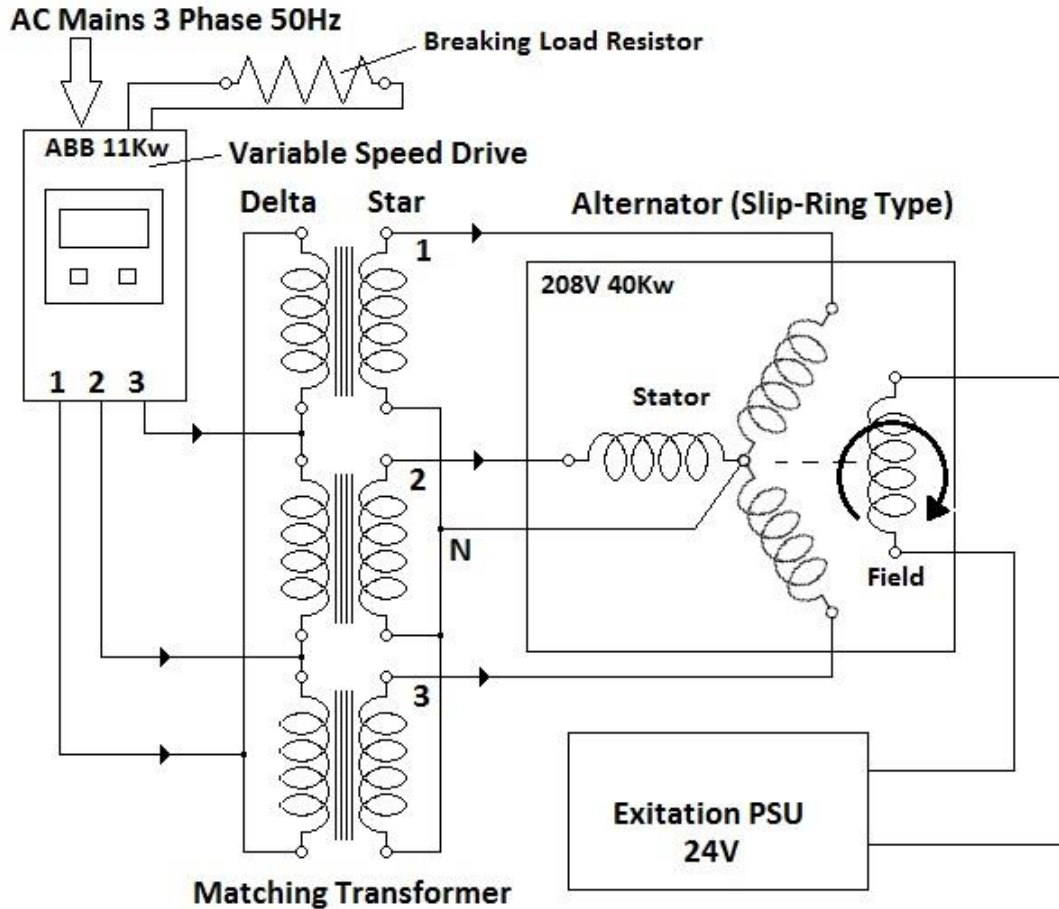 AC Mains 3 Phase 50Hz
Breaking Load Resistor
ABB 11Kw
Variable Speed Drive
Delta
Star
Alternator (Slip-Ring Type)
1
208V 40Kw
1 2 3
Stator
2
N
Field
3
Exitation PSU
24V
Matching Transformer